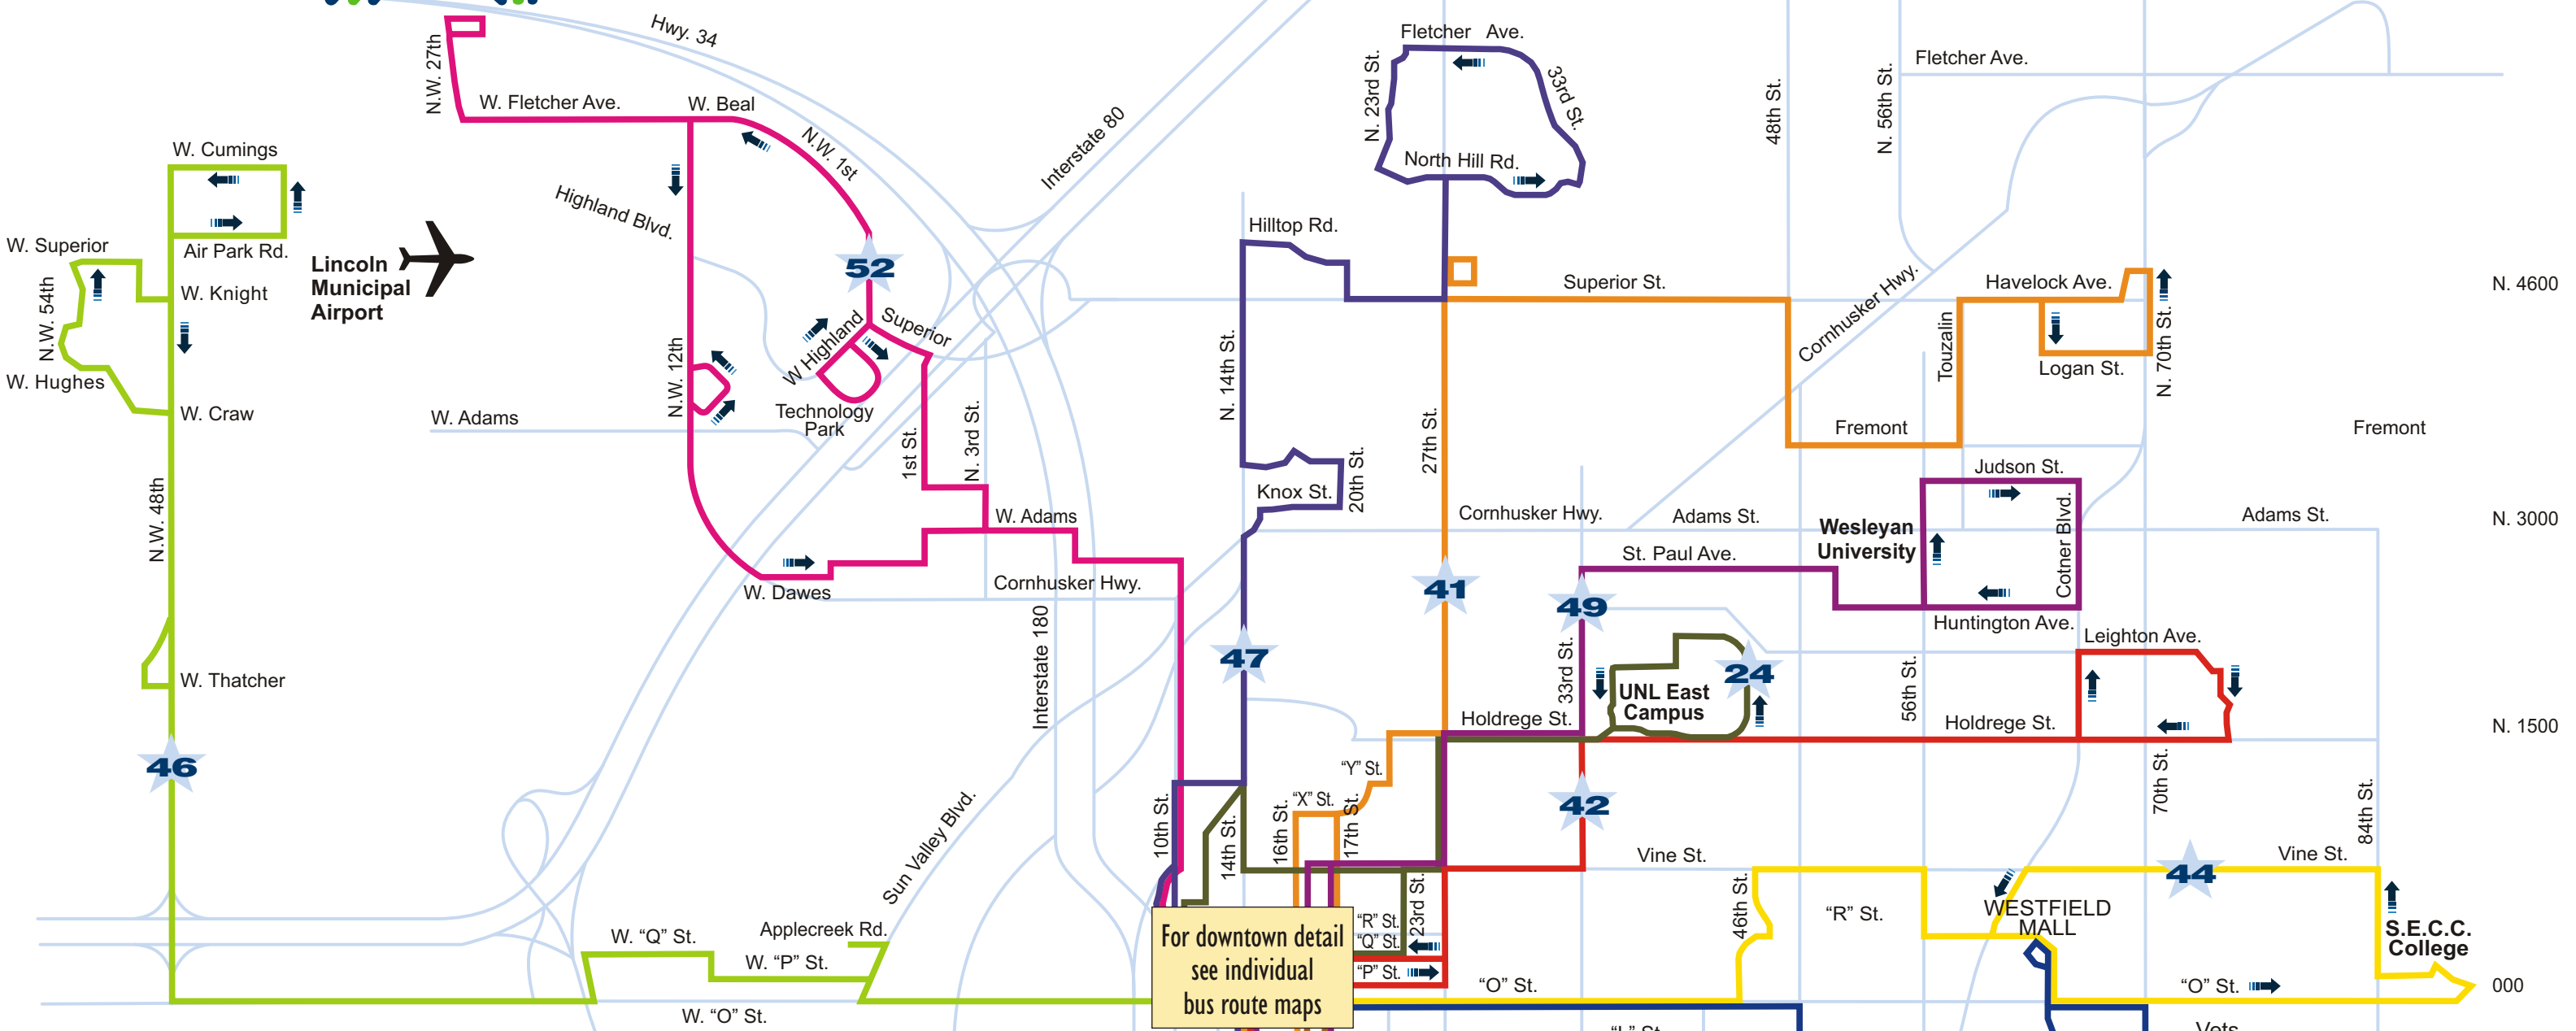 Hwy. 34
N.W. 27th
W. Fletcher Ave.
W. Beal
N.W. 1st
Interstate 80
Fletcher Ave.
N. 23rd St.
33rd St.
North Hill Rd.
48th St.
N. 56th St.
Fletcher Ave.
W. Cumings
Air Park Rd.
W. Superior
N.W. 54th
W. Knight
W. Hughes
W. Craw
Lincoln
Municipal
Airport
Highland Blvd.
52
Superior
W Highland
N.W. 12th
Technology
Park
W. Adams
1st St.
N. 3rd St.
Hilltop Rd.
N. 14th St.
Knox St.
20th St.
27th St.
Superior St.
Cornhusker Hwy.
Havelock Ave.
Touzalin
Logan St.
N. 70th St.
N. 4600
Fremont
Fremont
Judson St.
N.W. 48th
W. Adams
Cornhusker Hwy.
Adams St.
Wesleyan
University
Cotner Blvd.
Adams St.
N. 3000
St. Paul Ave.
W. Dawes
Cornhusker Hwy.
41
49
Huntington Ave.
Leighton Ave.
Interstate 180
47
33rd St.
24
UNL East
Campus
56th St.
W. Thatcher
Holdrege St.
Holdrege St.
N. 1500
46
"Y" St.
"X" St.
42
70th St.
84th St.
Sun Valley Blvd.
10th St.
14th St.
16th St.
17th St.
Vine St.
Vine St.
44
23rd St.
46th St.
"R" St.
"R" St.
"Q" St.
"P" St.
WESTFIELD
MALL
S.E.C.C.
College
W. "Q" St.
Applecreek Rd.
W. "P" St.
For downtown detail
see individual
bus route maps
"O" St.
"O" St.
000
W. "O" St.
"L" St.
Vets